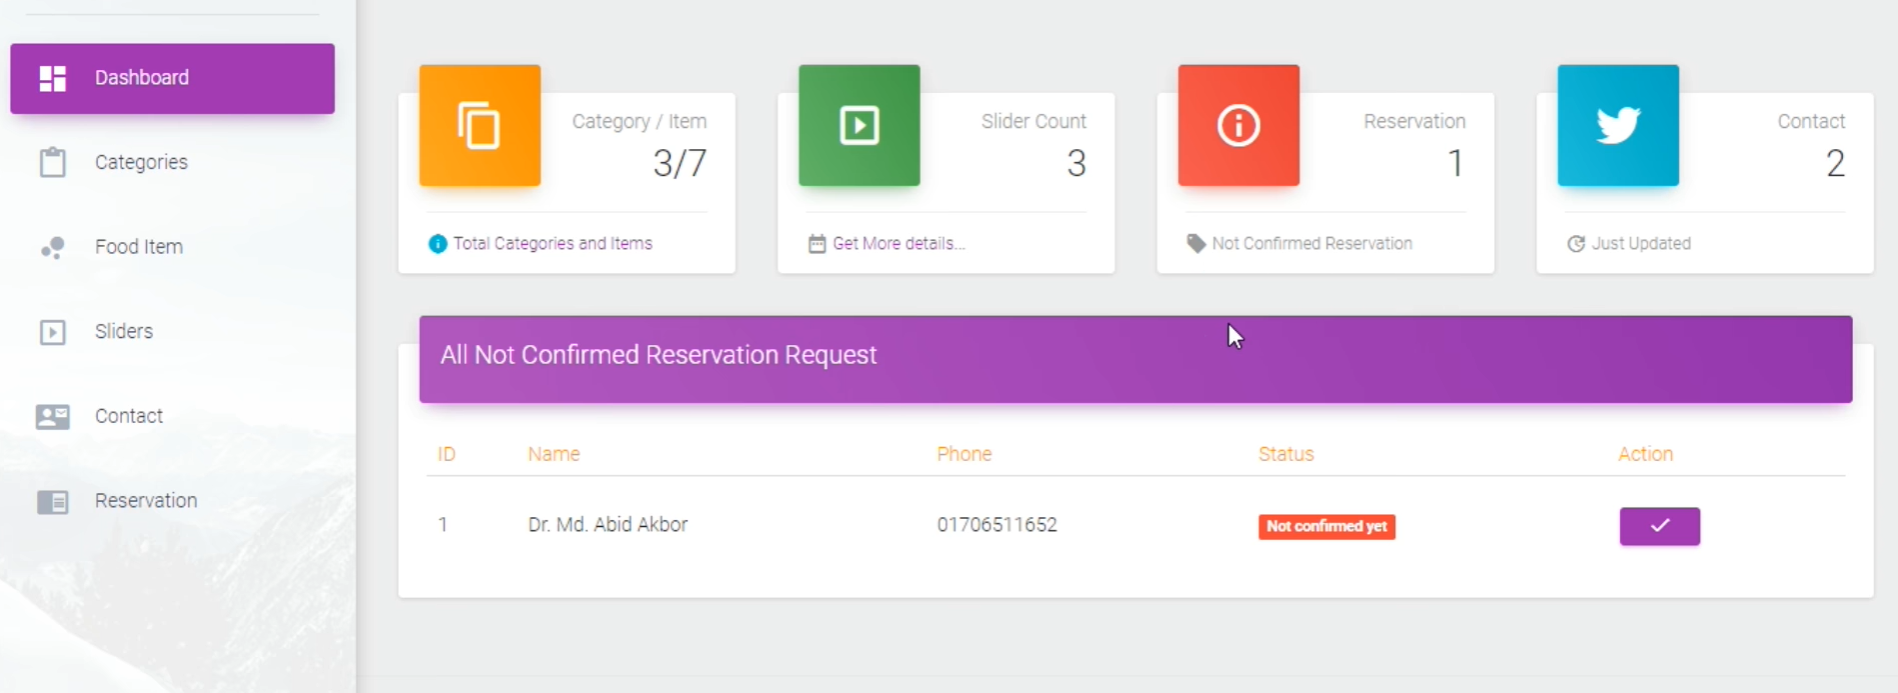 Dashboard
Categories
Food Item
Sliders
Contact
Reservation
Category / Item
3/7
Total Categories and Items
Slider Count
3
Get More details...
Reservation
1
Not Confirmed Reservation
Contact
2
Just Updated
All Not Confirmed Reservation Request
ID Name Phone Status Action
1 Dr. Md. Abid Akbor 01706511652 Not confirmed yet